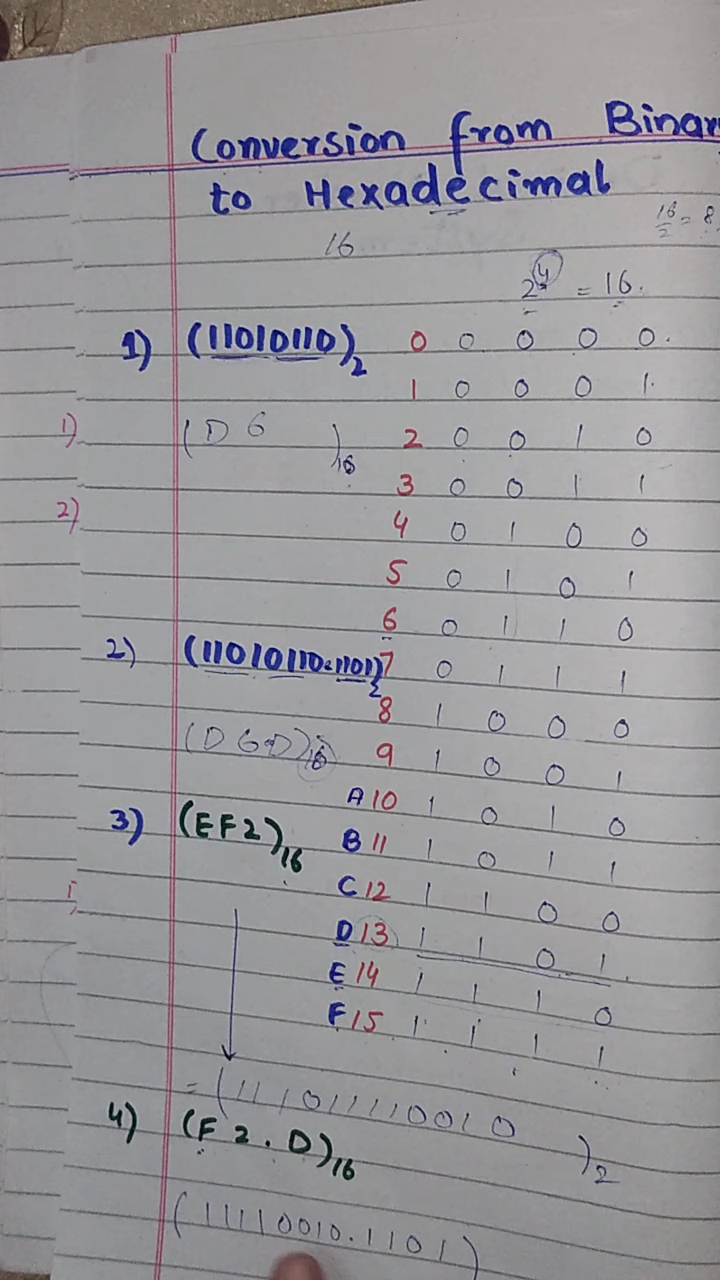 Conversion from Binar
to Hexadecimal
16/2 = 8
16
2^4 = 16.
1) (11010110)2 0 0 0 0 0.
1 0 0 0 1.
1) (D 6 )16 2 0 0 1 0
3 0 0 1 1
2) 4 0 1 0 0
5 0 1 0 1
6 0 1 1 0
2) (11010110.1101)2 7 0 1 1 1
8 1 0 0 0
(D 6.D)16 9 1 0 0 1
A 10 1 0 1 0
3) (EF2)16 B 11 1 0 1 1
C 12 1 1 0 0
D 13 1 1 0 1
E 14 1 1 1 0
F 15 1 1 1 1
= (111011110010)2
4) (F2.D)16
(11110010.1101)